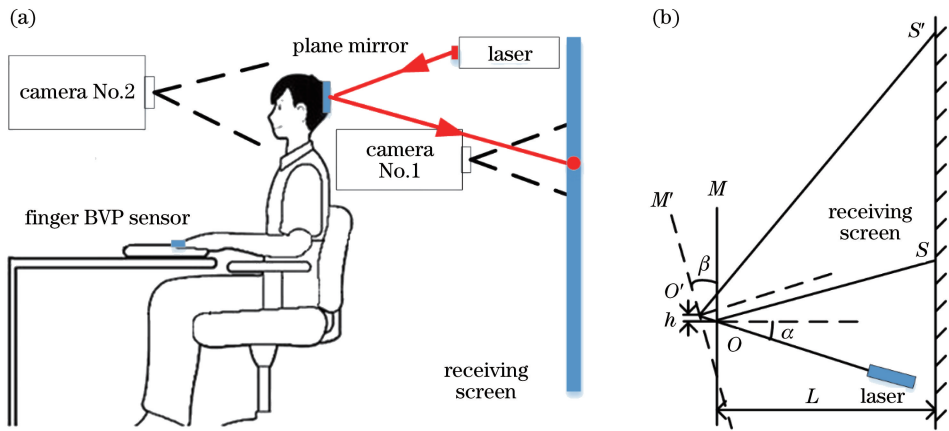 (a)
plane mirror
laser
camera No.2
camera
No.1
finger BVP sensor
receiving
screen
(b)
S′
M
M′
receiving
screen
S
β
O′
h
α
O
L
laser